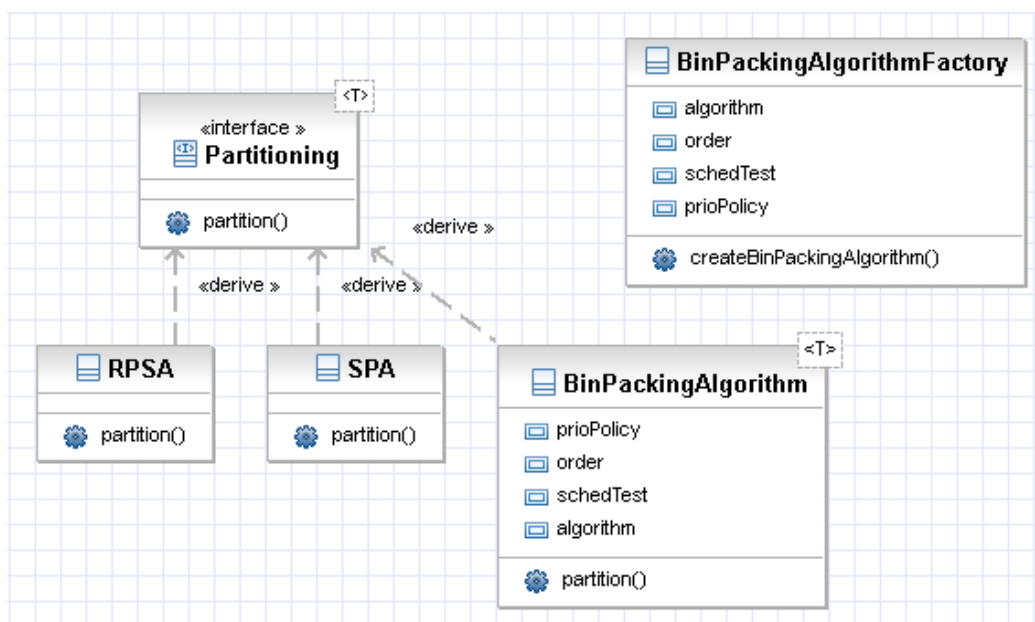 <T>
«interface »
Partitioning
partition()
BinPackingAlgorithmFactory
algorithm
order
schedTest
prioPolicy
createBinPackingAlgorithm()
«derive »
«derive »
«derive »
RPSA
partition()
SPA
partition()
<T>
BinPackingAlgorithm
prioPolicy
order
schedTest
algorithm
partition()